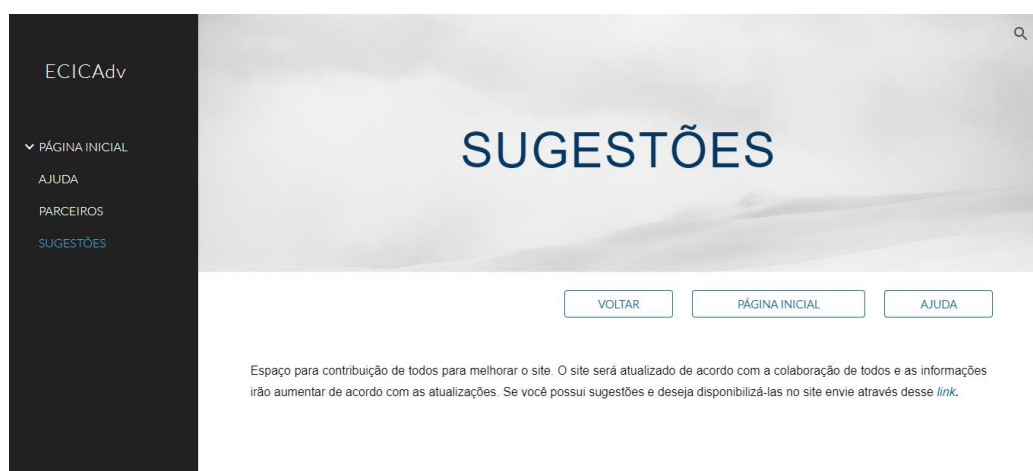 ECICAdv
PÁGINA INICIAL
AJUDA
PARCEIROS
SUGESTÕES
SUGESTÕES
VOLTAR
PÁGINA INICIAL
AJUDA
Espaço para contribuição de todos para melhorar o site. O site será atualizado de acordo com a colaboração de todos e as informações
irão aumentar de acordo com as atualizações. Se você possui sugestões e deseja disponibilizá-las no site envie através desse link.